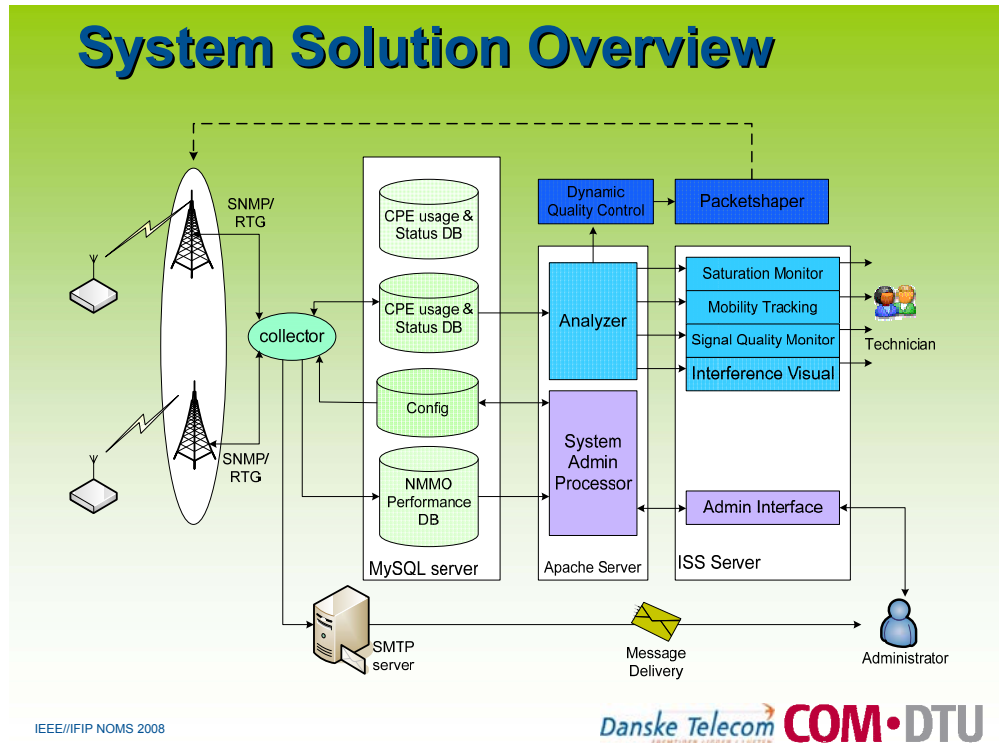 System Solution Overview
SNMP/
RTG
CPE usage &
Status DB
Dynamic
Quality Control
Packetshaper
collector
CPE usage &
Status DB
Analyzer
Saturation Monitor
Mobility Tracking
Signal Quality Monitor
Interference Visual
Technician
Config
SNMP/
RTG
NMMO
Performance
DB
System
Admin
Processor
Admin Interface
MySQL server
Apache Server
ISS Server
SMTP
server
Message
Delivery
Administrator
IEEE//IFIP NOMS 2008
Danske Telecom
COM•DTU